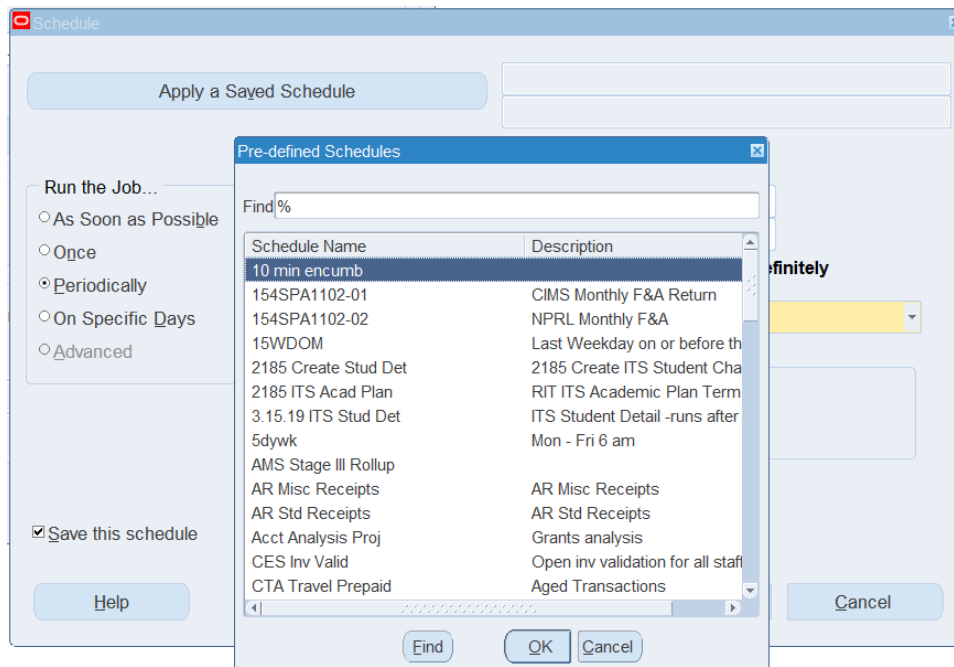 Schedule
Apply a Saved Schedule
Pre-defined Schedules
Run the Job...
As Soon as Possible
Once
Periodically
On Specific Days
Advanced
Find %
Schedule Name Description
10 min encumb
154SPA1102-01 CIMS Monthly F&A Return
154SPA1102-02 NPRL Monthly F&A
15WDOM Last Weekday on or before th
2185 Create Stud Det 2185 Create ITS Student Cha
2185 ITS Acad Plan RIT ITS Academic Plan Term
3.15.19 ITS Stud Det ITS Student Detail -runs after
5dywk Mon - Fri 6 am
AMS Stage III Rollup
AR Misc Receipts AR Misc Receipts
AR Std Receipts AR Std Receipts
Acct Analysis Proj Grants analysis
CES Inv Valid Open inv validation for all staff
CTA Travel Prepaid Aged Transactions
efinitely
Save this schedule
Help
Cancel
Find OK Cancel